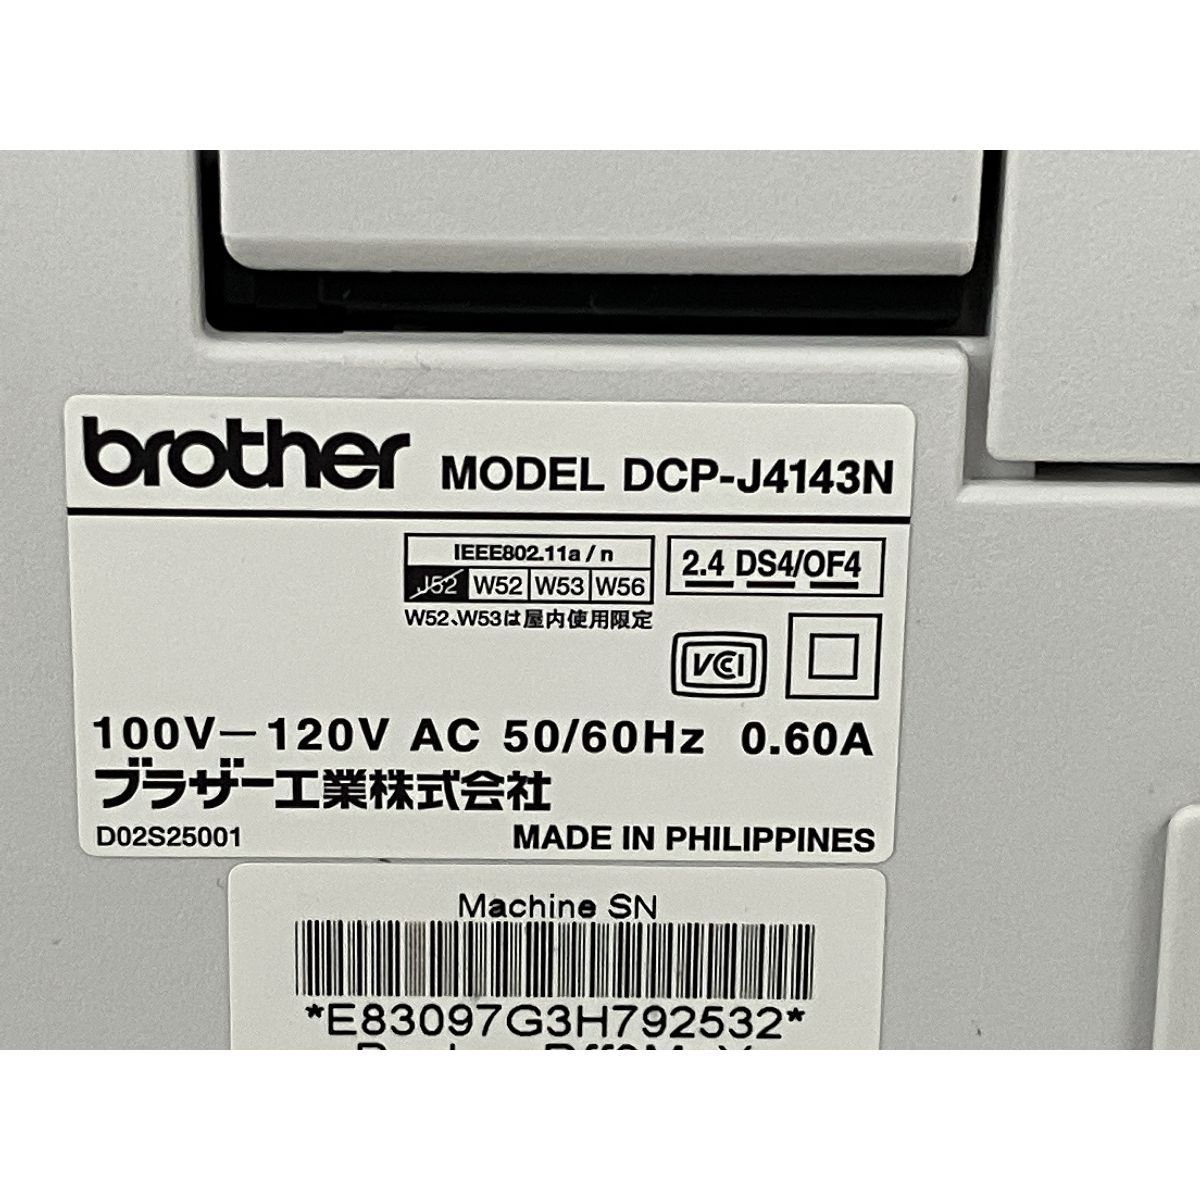 brother MODEL DCP-J4143N
IEEE802.11a/n
J52 W52 W53 W56
2.4 DS4/OF4
W52、W53は屋内使用限定
VCCI
100V－120V AC 50/60Hz 0.60A
ブラザー工業株式会社
D02S25001 MADE IN PHILIPPINES
Machine SN
*E83097G3H792532*